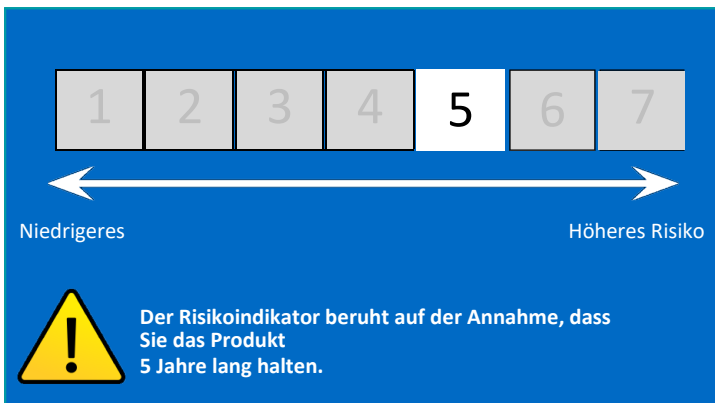 1 2 3 4 5 6 7
Niedrigeres Höheres Risiko
Der Risikoindikator beruht auf der Annahme, dass
Sie das Produkt
5 Jahre lang halten.